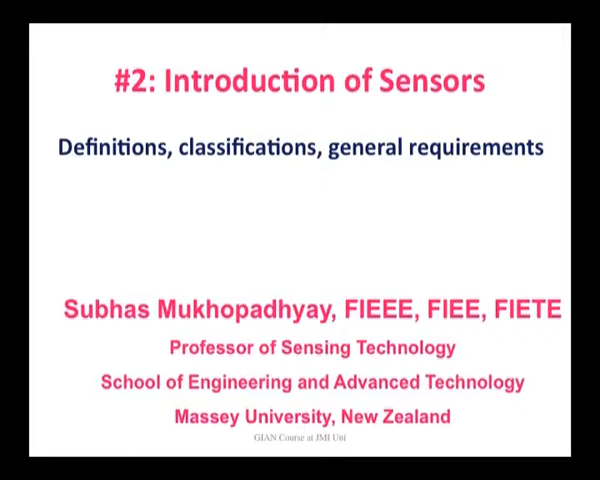 #2: Introduction of Sensors
Definitions, classifications, general requirements
Subhas Mukhopadhyay, FIEEE, FIEE, FIETE
Professor of Sensing Technology
School of Engineering and Advanced Technology
Massey University, New Zealand
GIAN Course at JMI Uni